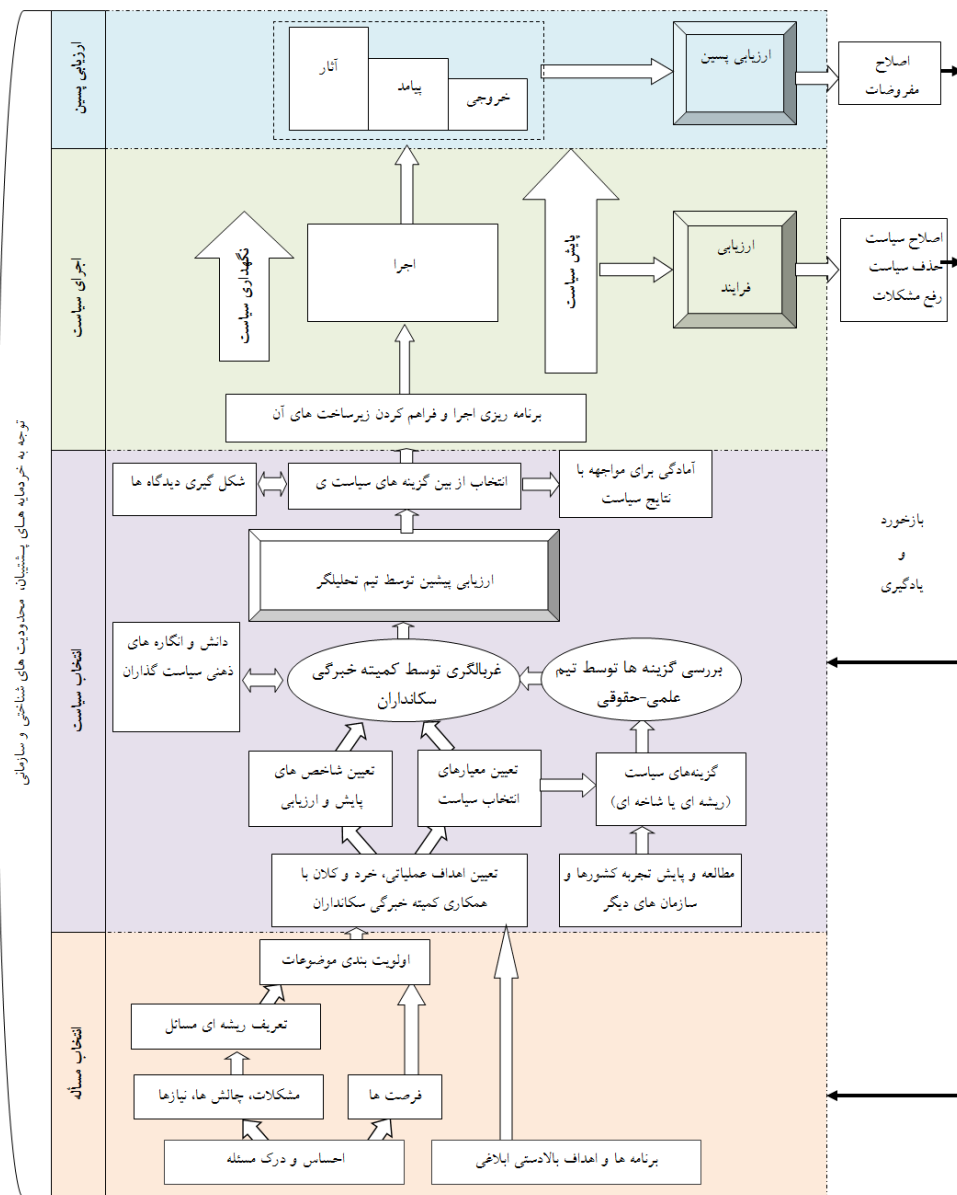 ارزیابی پسین
آثار
پیامد
خروجی
ارزیابی پسین
اصلاح
مفروضات
اجرای سیاست
نگهداری سیاست
اجرا
پایش سیاست
ارزیابی
فرایند
اصلاح سیاست
حذف سیاست
رفع مشکلات
برنامه ریزی اجرا و فراهم کردن زیرساخت های آن
توجه به خردمایه های پشتیبان، محدودیت های شناختی و سازمانی
انتخاب سیاست
شکل گیری دیدگاه ها
انتخاب از بین گزینه های سیاست ی
آمادگی برای مواجهه با
نتایج سیاست
ارزیابی پیشین توسط تیم تحلیلگر
بازخورد
و
یادگیری
دانش و انگاره های
ذهنی سیاست گذاران
غربالگری توسط کمیته خبرگی
سکانداران
بررسی گزینه ها توسط تیم
علمی-حقوقی
تعیین شاخص های
پایش و ارزیابی
تعیین معیارهای
انتخاب سیاست
گزینه‌های سیاست
(ریشه ای یا شاخه ای)
تعیین اهداف عملیاتی، خرد و کلان با
همکاری کمیته خبرگی سکانداران
مطالعه و پایش تجربه کشورها و
سازمان های دیگر
انتخاب مسأله
اولویت بندی موضوعات
تعریف ریشه ای مسائل
مشکلات، چالش ها، نیازها
فرصت ها
احساس و درک مسئله
برنامه ها و اهداف بالادستی ابلاغی